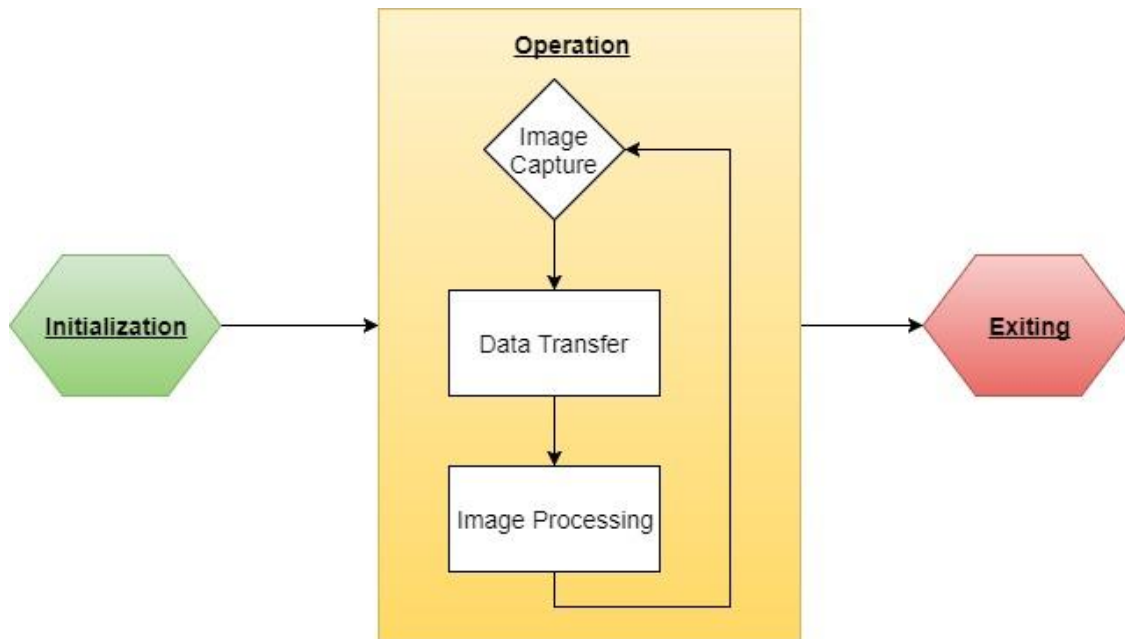 Operation
Image
Capture
Initialization
Data Transfer
Exiting
Image Processing